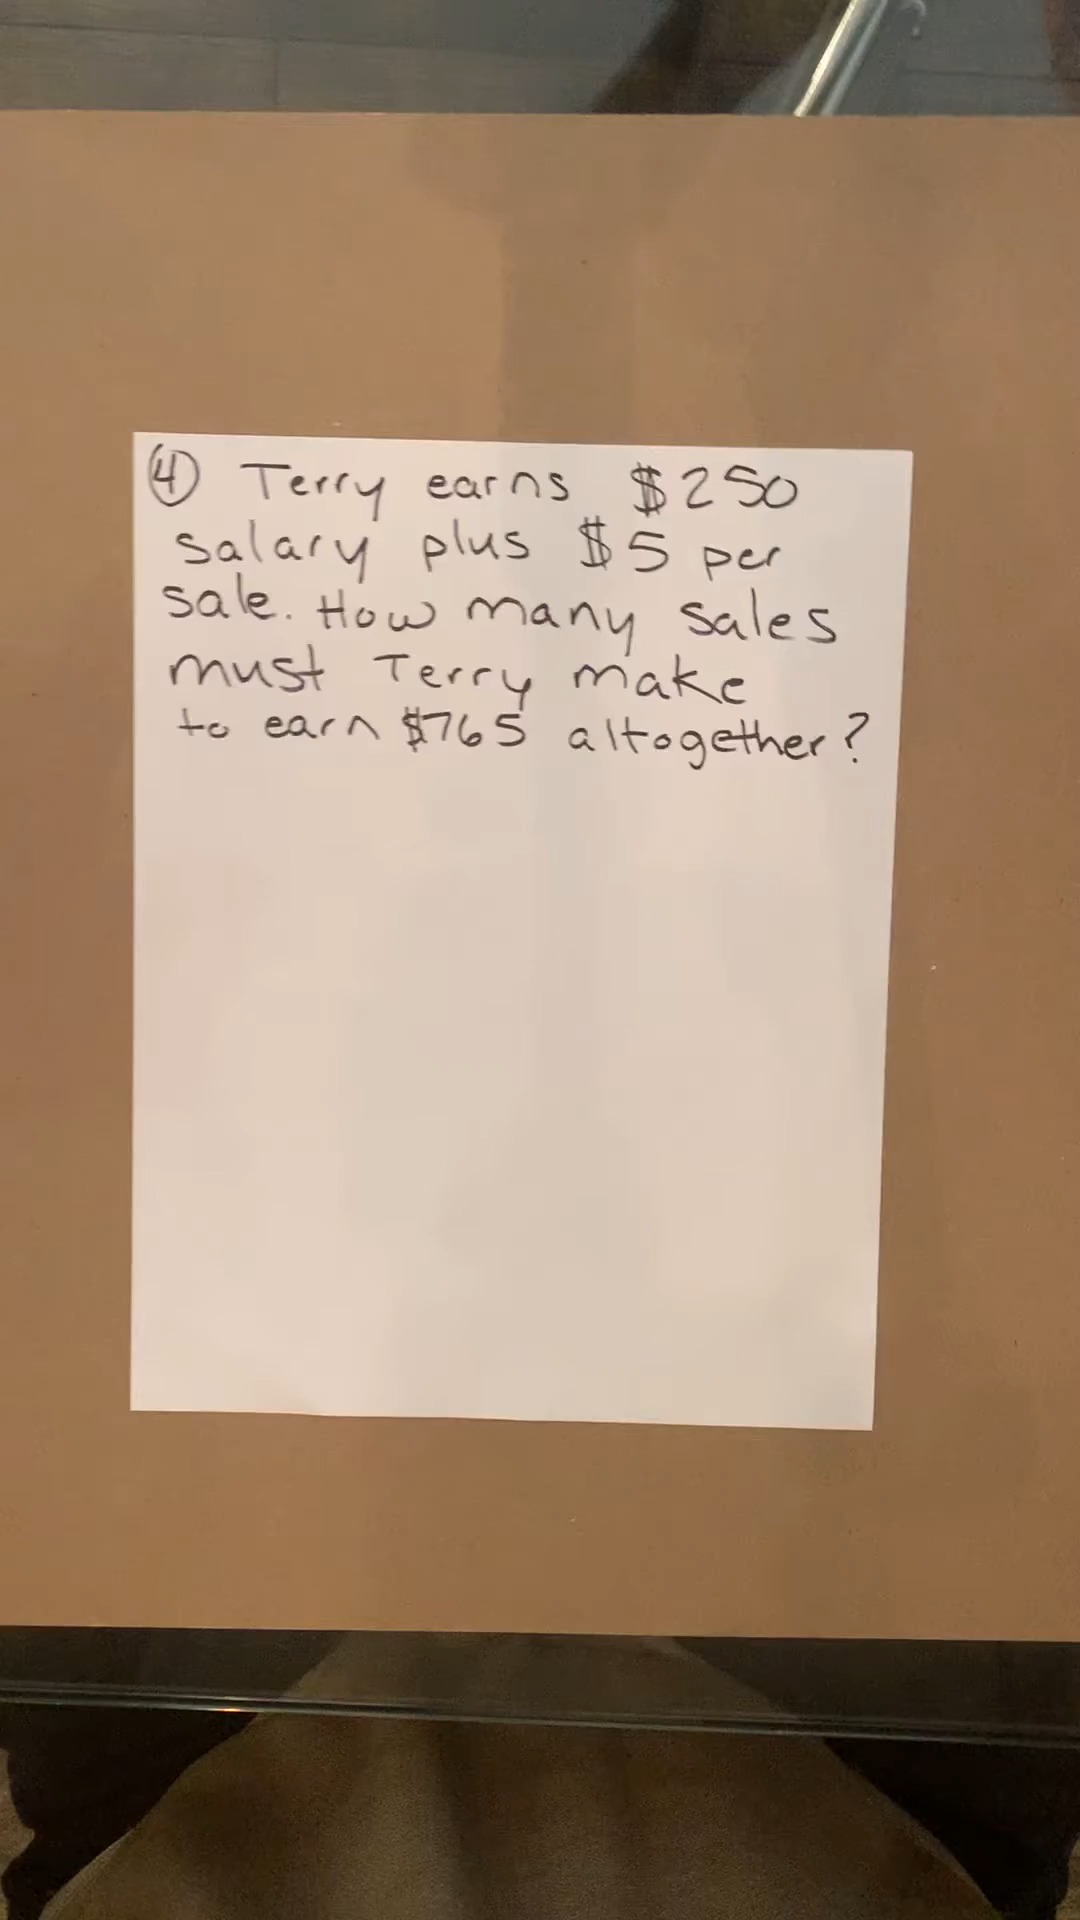 ④ Terry earns $250
salary plus $5 per
sale. How many sales
must Terry make
to earn $765 altogether?